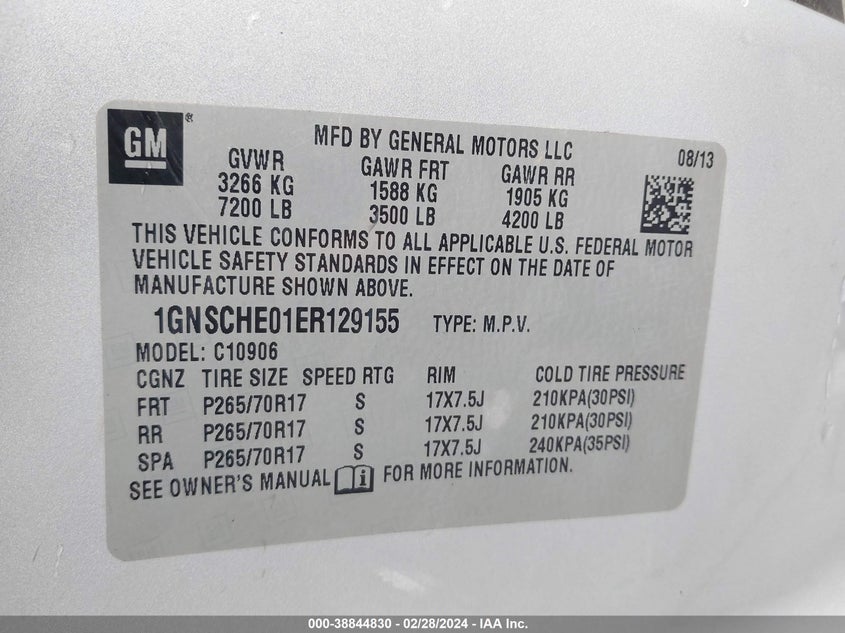 GM®
MFD BY GENERAL MOTORS LLC 08/13
GVWR GAWR FRT GAWR RR
3266 KG 1588 KG 1905 KG
7200 LB 3500 LB 4200 LB
THIS VEHICLE CONFORMS TO ALL APPLICABLE U.S. FEDERAL MOTOR
VEHICLE SAFETY STANDARDS IN EFFECT ON THE DATE OF
MANUFACTURE SHOWN ABOVE.
1GNSCHE01ER129155 TYPE: M.P.V.
MODEL: C10906
CGNZ TIRE SIZE SPEED RTG RIM COLD TIRE PRESSURE
FRT P265/70R17 S 17X7.5J 210KPA(30PSI)
RR P265/70R17 S 17X7.5J 210KPA(30PSI)
SPA P265/70R17 S 17X7.5J 240KPA(35PSI)
SEE OWNER'S MANUAL i FOR MORE INFORMATION.
000-38844830 - 02/28/2024 - IAA Inc.